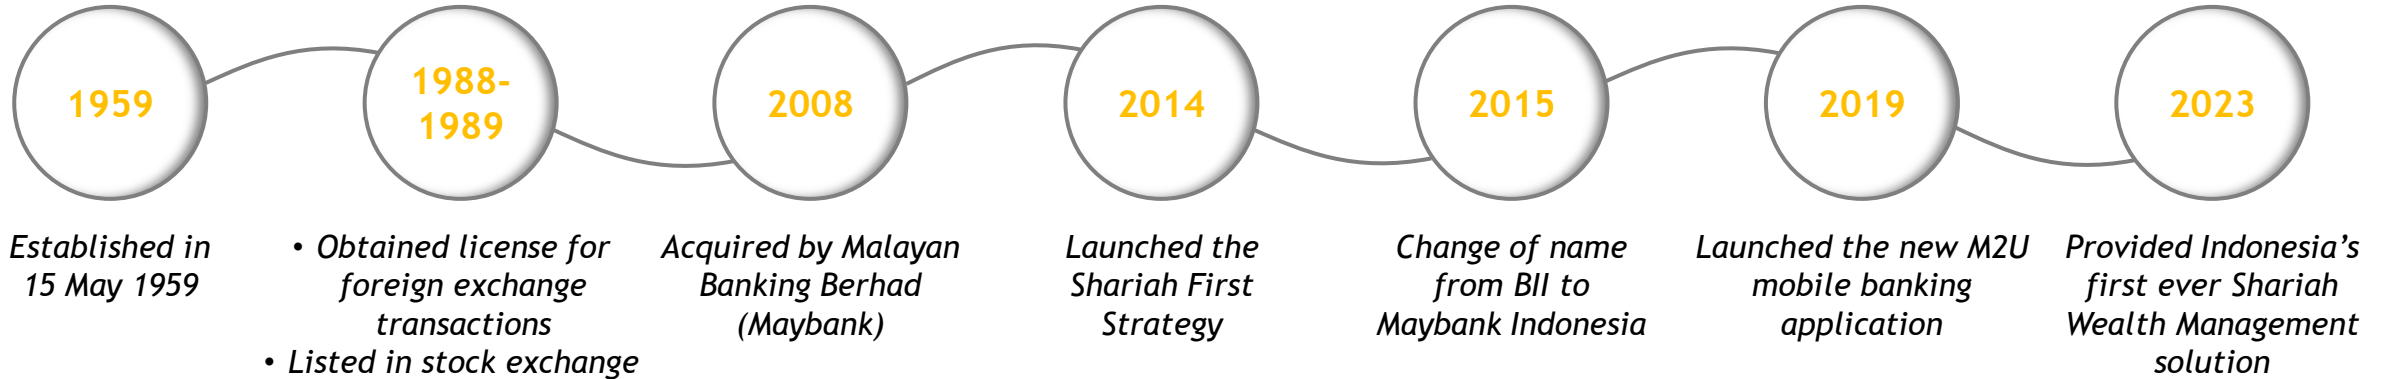 1959
Established in
15 May 1959
1988-
1989
• Obtained license for
foreign exchange
transactions
• Listed in stock exchange
2008
Acquired by Malayan
Banking Berhad
(Maybank)
2014
Launched the
Shariah First
Strategy
2015
Change of name
from BII to
Maybank Indonesia
2019
Launched the new M2U
mobile banking
application
2023
Provided Indonesia’s
first ever Shariah
Wealth Management
solution